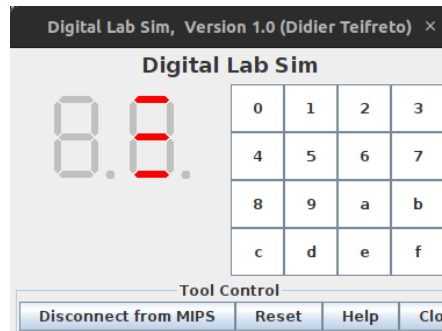 Digital Lab Sim, Version 1.0 (Didier Teifreto) ×
Digital Lab Sim
0 1 2 3
4 5 6 7
8 9 a b
c d e f
Tool Control
Disconnect from MIPS Reset Help Clo